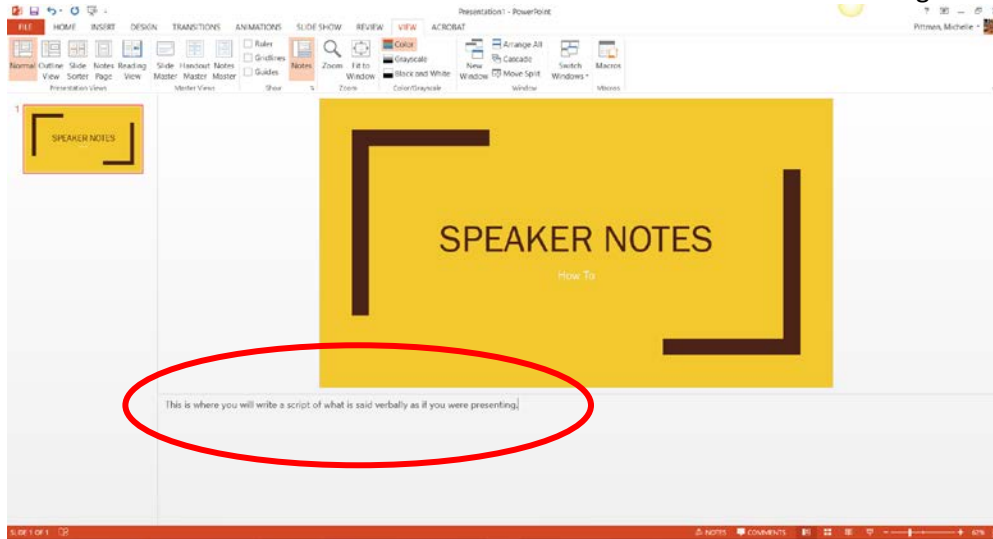 Presentation1 - PowerPoint
FILE HOME INSERT DESIGN TRANSITIONS ANIMATIONS SLIDE SHOW REVIEW VIEW ACROBAT
Pittman, Michelle
Normal Outline View Slide Sorter Notes Page Reading View
Presentation Views
Slide Master Handout Master Notes Master
Master Views
Ruler
Gridlines
Guides
Show
Notes
Zoom Fit to Window
Zoom
Color
Grayscale
Black and White
Color/Grayscale
New Window
Arrange All
Cascade
Move Split
Switch Windows
Window
Macros
Macros
1
SPEAKER NOTES
SPEAKER NOTES
How To
This is where you will write a script of what is said verbally as if you were presenting.
SLIDE 1 OF 1
NOTES COMMENTS 62%